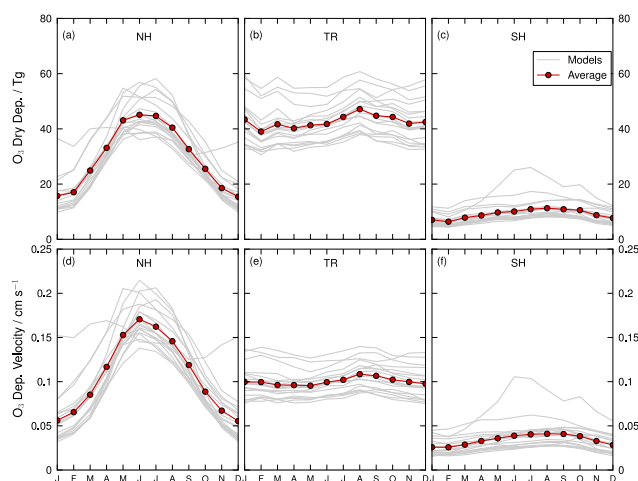 80 (a) NH (b) TR (c) SH 80
Models
Average
60 60
O₃ Dry Dep. / Tg
40 40
20 20
0 0
0.25 (d) NH (e) TR (f) SH 0.25
0.2 0.2
O₃ Dep. Velocity / cm s⁻¹
0.15 0.15
0.1 0.1
0.05 0.05
0 0
J F M A M J J A S O N D J F M A M J J A S O N D J F M A M J J A S O N D